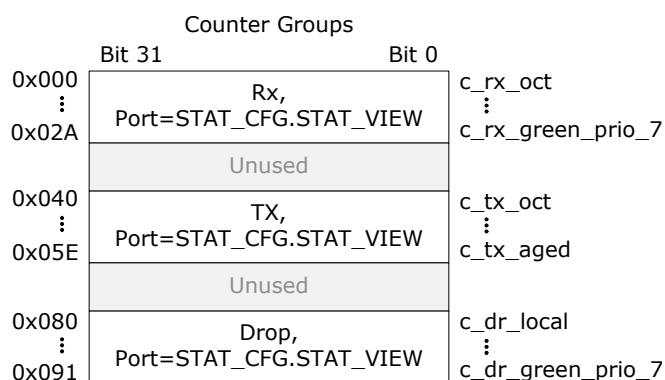 Counter Groups
Bit 31 Bit 0
0x000 Rx, c_rx_oct
0x02A Port=STAT_CFG.STAT_VIEW c_rx_green_prio_7
Unused
0x040 TX, c_tx_oct
0x05E Port=STAT_CFG.STAT_VIEW c_tx_aged
Unused
0x080 Drop, c_dr_local
0x091 Port=STAT_CFG.STAT_VIEW c_dr_green_prio_7